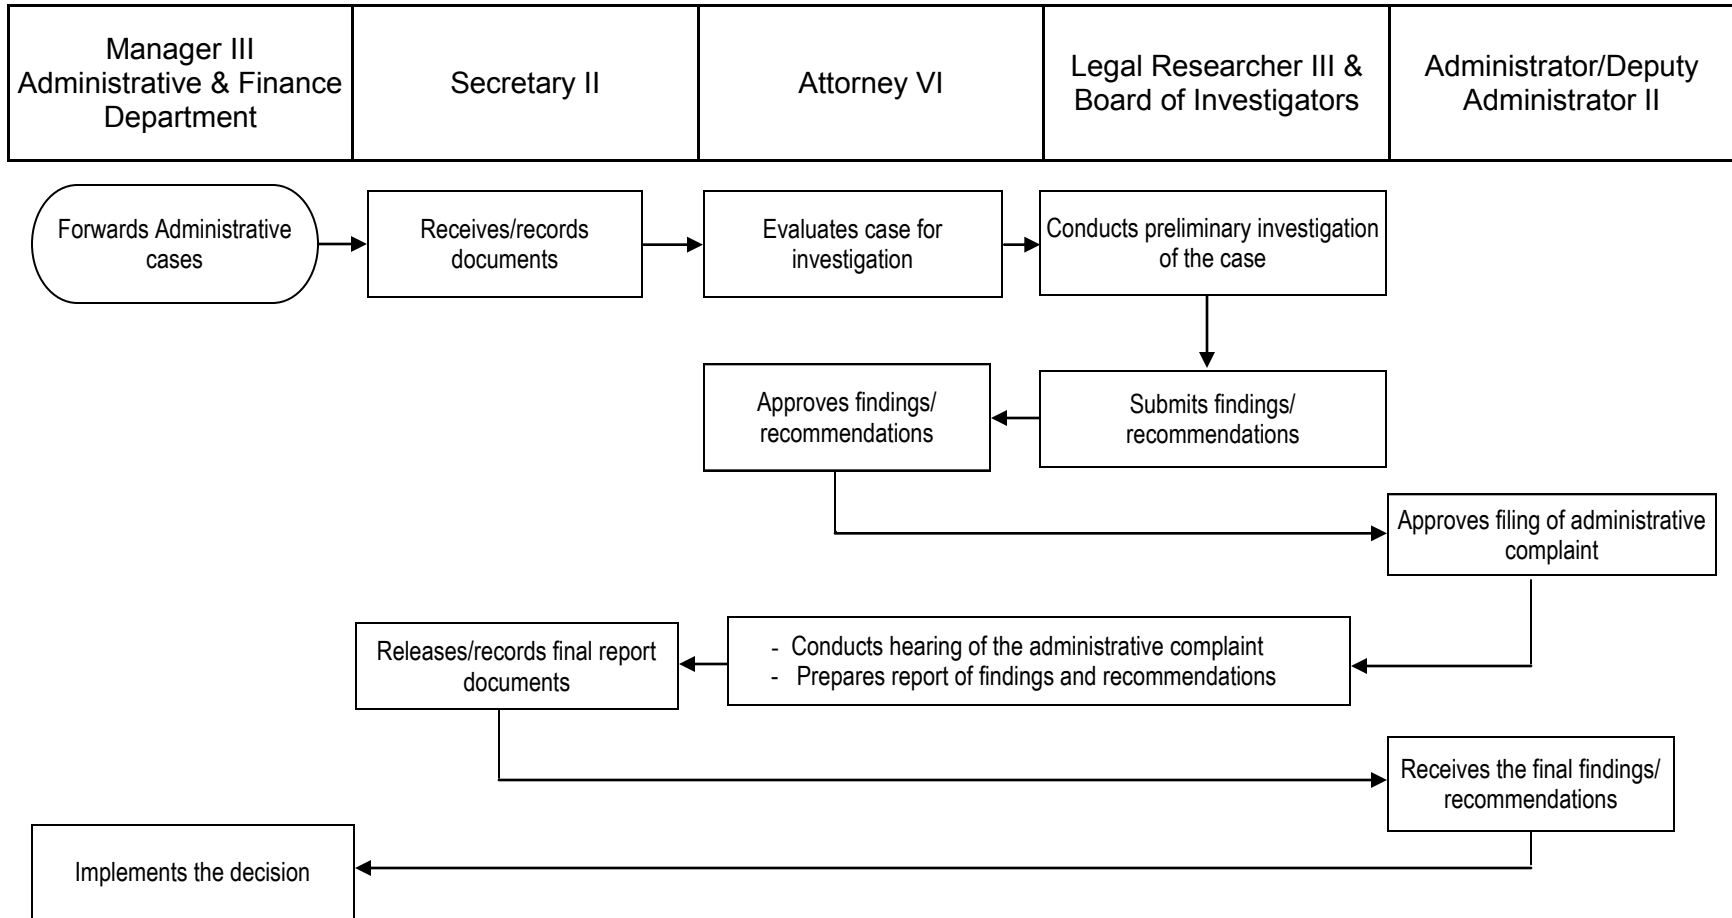 Manager III
Administrative & Finance
Department
Secretary II
Attorney VI
Legal Researcher III &
Board of Investigators
Administrator/Deputy
Administrator II
Forwards Administrative
cases
Receives/records
documents
Evaluates case for
investigation
Conducts preliminary investigation
of the case
Approves findings/
recommendations
Submits findings/
recommendations
Approves filing of administrative
complaint
Releases/records final report
documents
- Conducts hearing of the administrative complaint
- Prepares report of findings and recommendations
Receives the final findings/
recommendations
Implements the decision